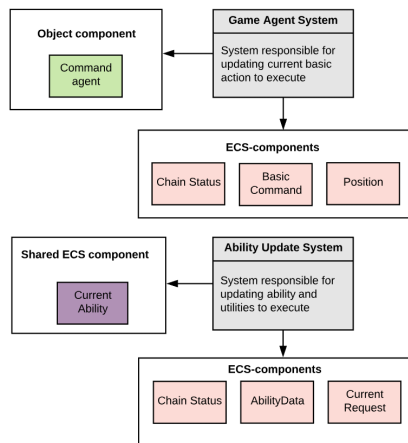 Game Agent System
System responsible for
updating current basic
action to execute
Object component
Command
agent
ECS-components
Chain Status
Basic
Command
Position
Ability Update System
System responsible for
updating ability and
utilities to execute
Shared ECS component
Current
Ability
ECS-components
Chain Status
AbilityData
Current
Request